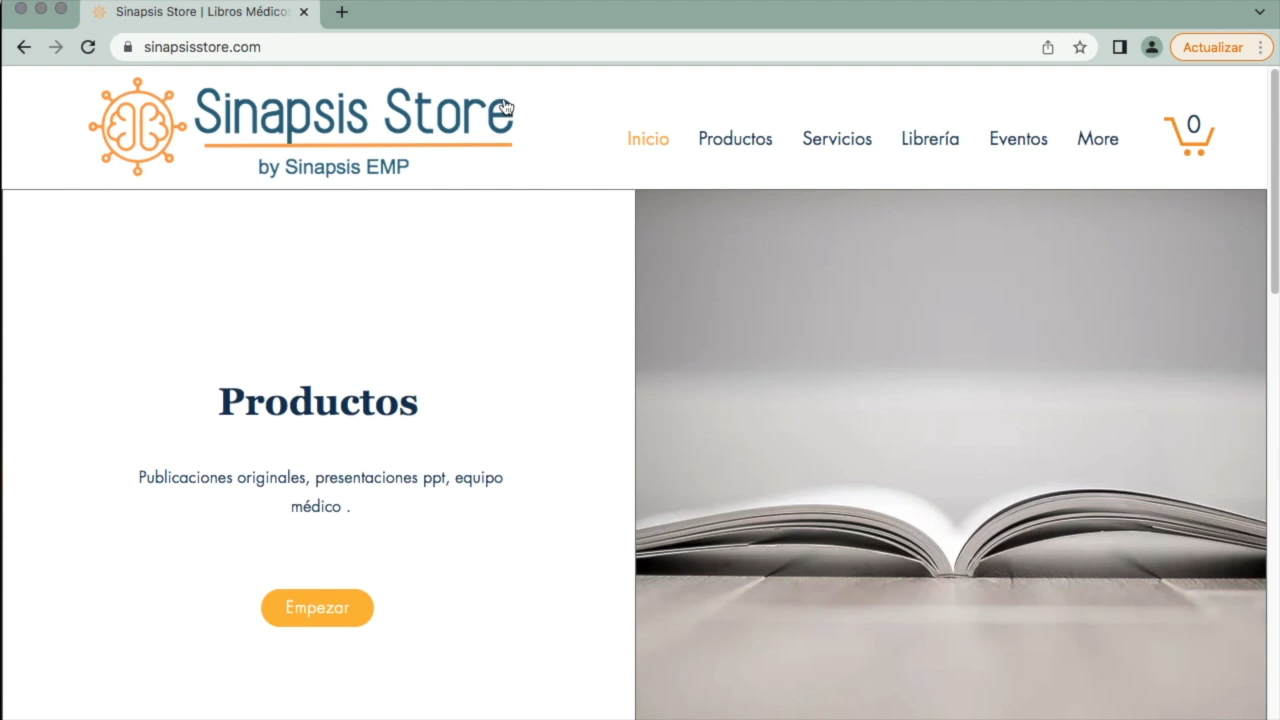 Sinapsis Store | Libros Médico
sinapsisstore.com
Actualizar
Sinapsis Store
by Sinapsis EMP
Inicio Productos Servicios Librería Eventos More
0
Productos
Publicaciones originales, presentaciones ppt, equipo
médico .
Empezar